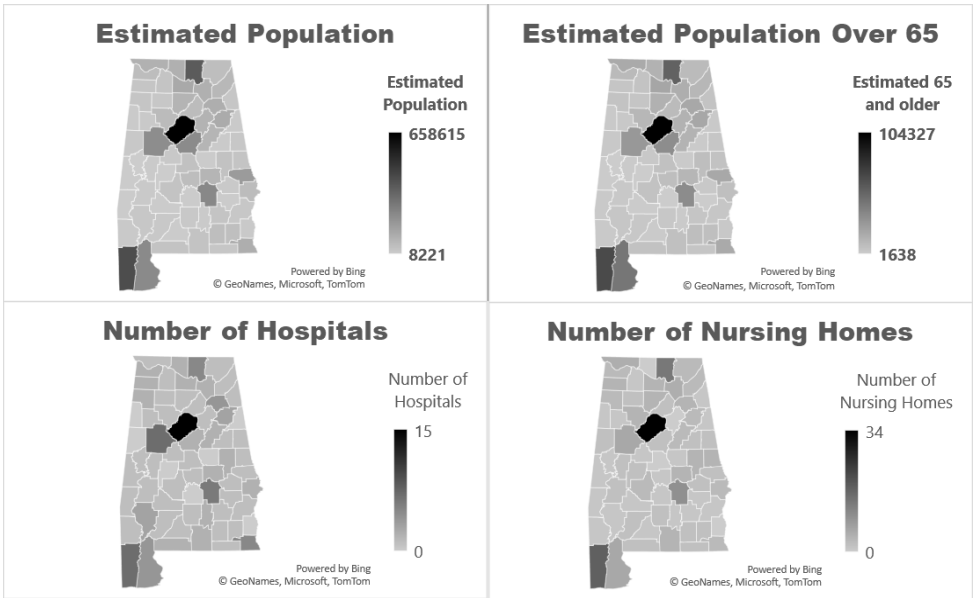 Estimated Population
Estimated
Population
658615
8221
Powered by Bing
© GeoNames, Microsoft, TomTom
Estimated Population Over 65
Estimated 65
and older
104327
1638
Powered by Bing
© GeoNames, Microsoft, TomTom
Number of Hospitals
Number of
Hospitals
15
0
Powered by Bing
© GeoNames, Microsoft, TomTom
Number of Nursing Homes
Number of
Nursing Homes
34
0
Powered by Bing
© GeoNames, Microsoft, TomTom